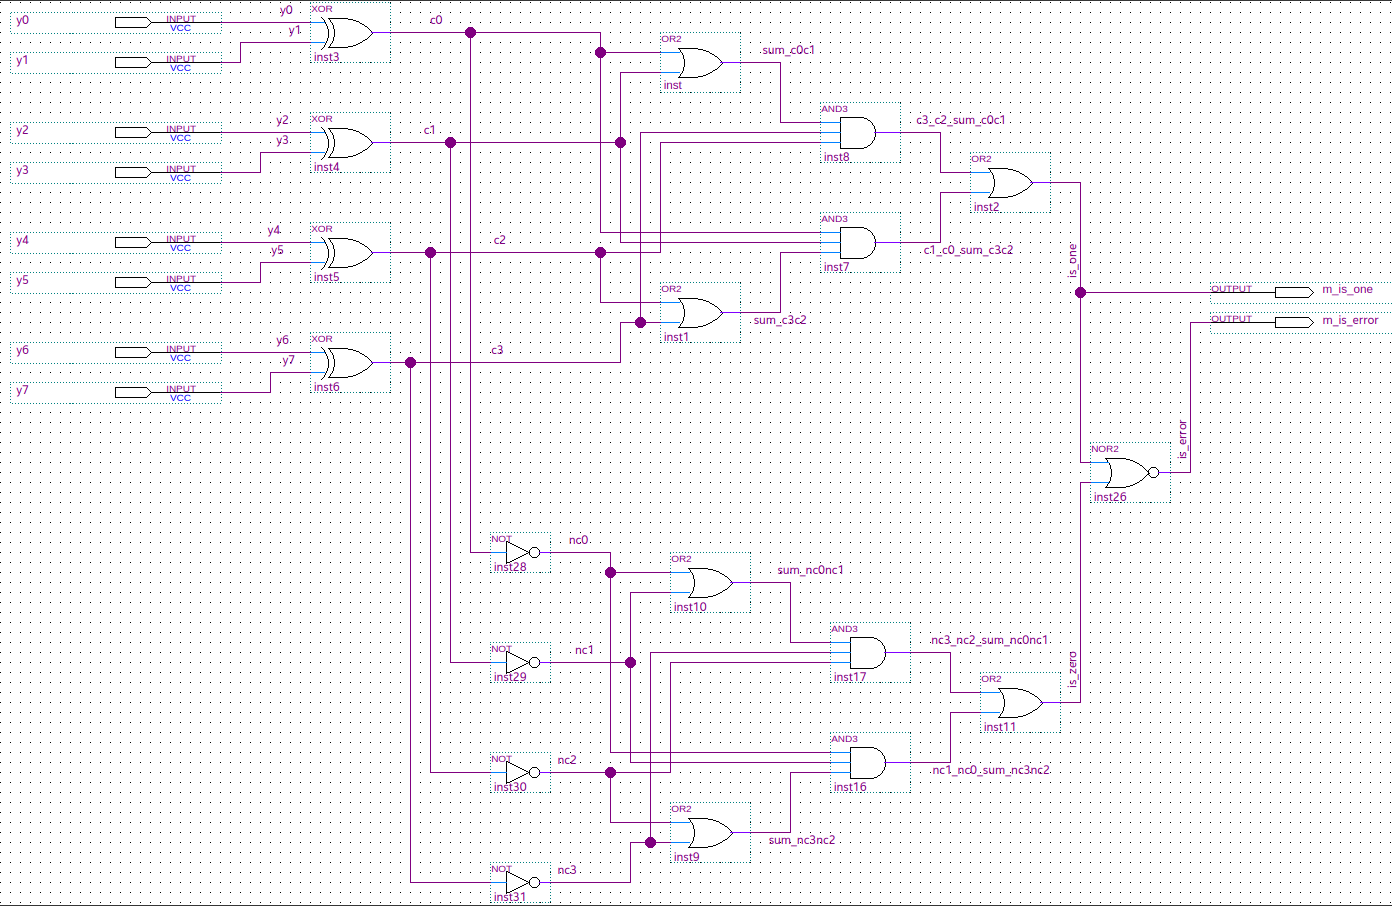 y0
INPUT
VCC
y0
XOR
c0
y1
INPUT
VCC
y1
inst3
OR2
sum_c0c1
inst
y2
INPUT
VCC
y2
XOR
c1
y3
INPUT
VCC
y3
inst4
AND3
c3_c2_sum_c0c1
inst8
OR2
inst2
y4
INPUT
VCC
y4
XOR
c2
y5
INPUT
VCC
y5
inst5
AND3
c1_c0_sum_c3c2
inst7
is_one
OR2
sum_c3c2
inst1
OUTPUT
m_is_one
OUTPUT
m_is_error
y6
INPUT
VCC
y6
XOR
c3
y7
INPUT
VCC
y7
inst6
NOR2
is_error
inst26
NOT
nc0
inst28
OR2
sum_nc0nc1
inst10
NOT
nc1
inst29
AND3
nc3_nc2_sum_nc0nc1
inst17
is_zero
OR2
inst11
NOT
nc2
inst30
AND3
nc1_nc0_sum_nc3nc2
inst16
OR2
sum_nc3nc2
inst9
NOT
nc3
inst31